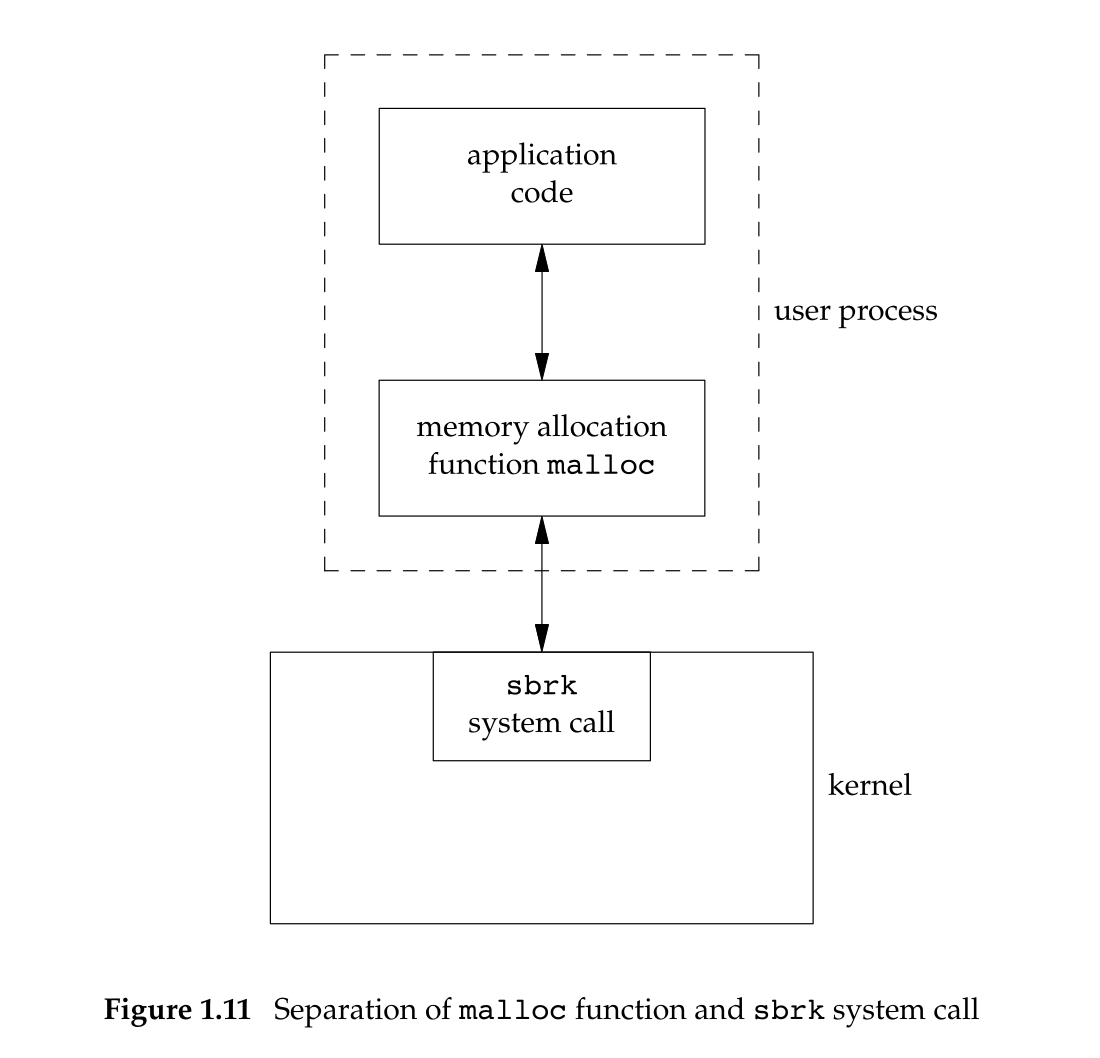 application
code
user process
memory allocation
function malloc
sbrk
system call
kernel
Figure 1.11 Separation of malloc function and sbrk system call